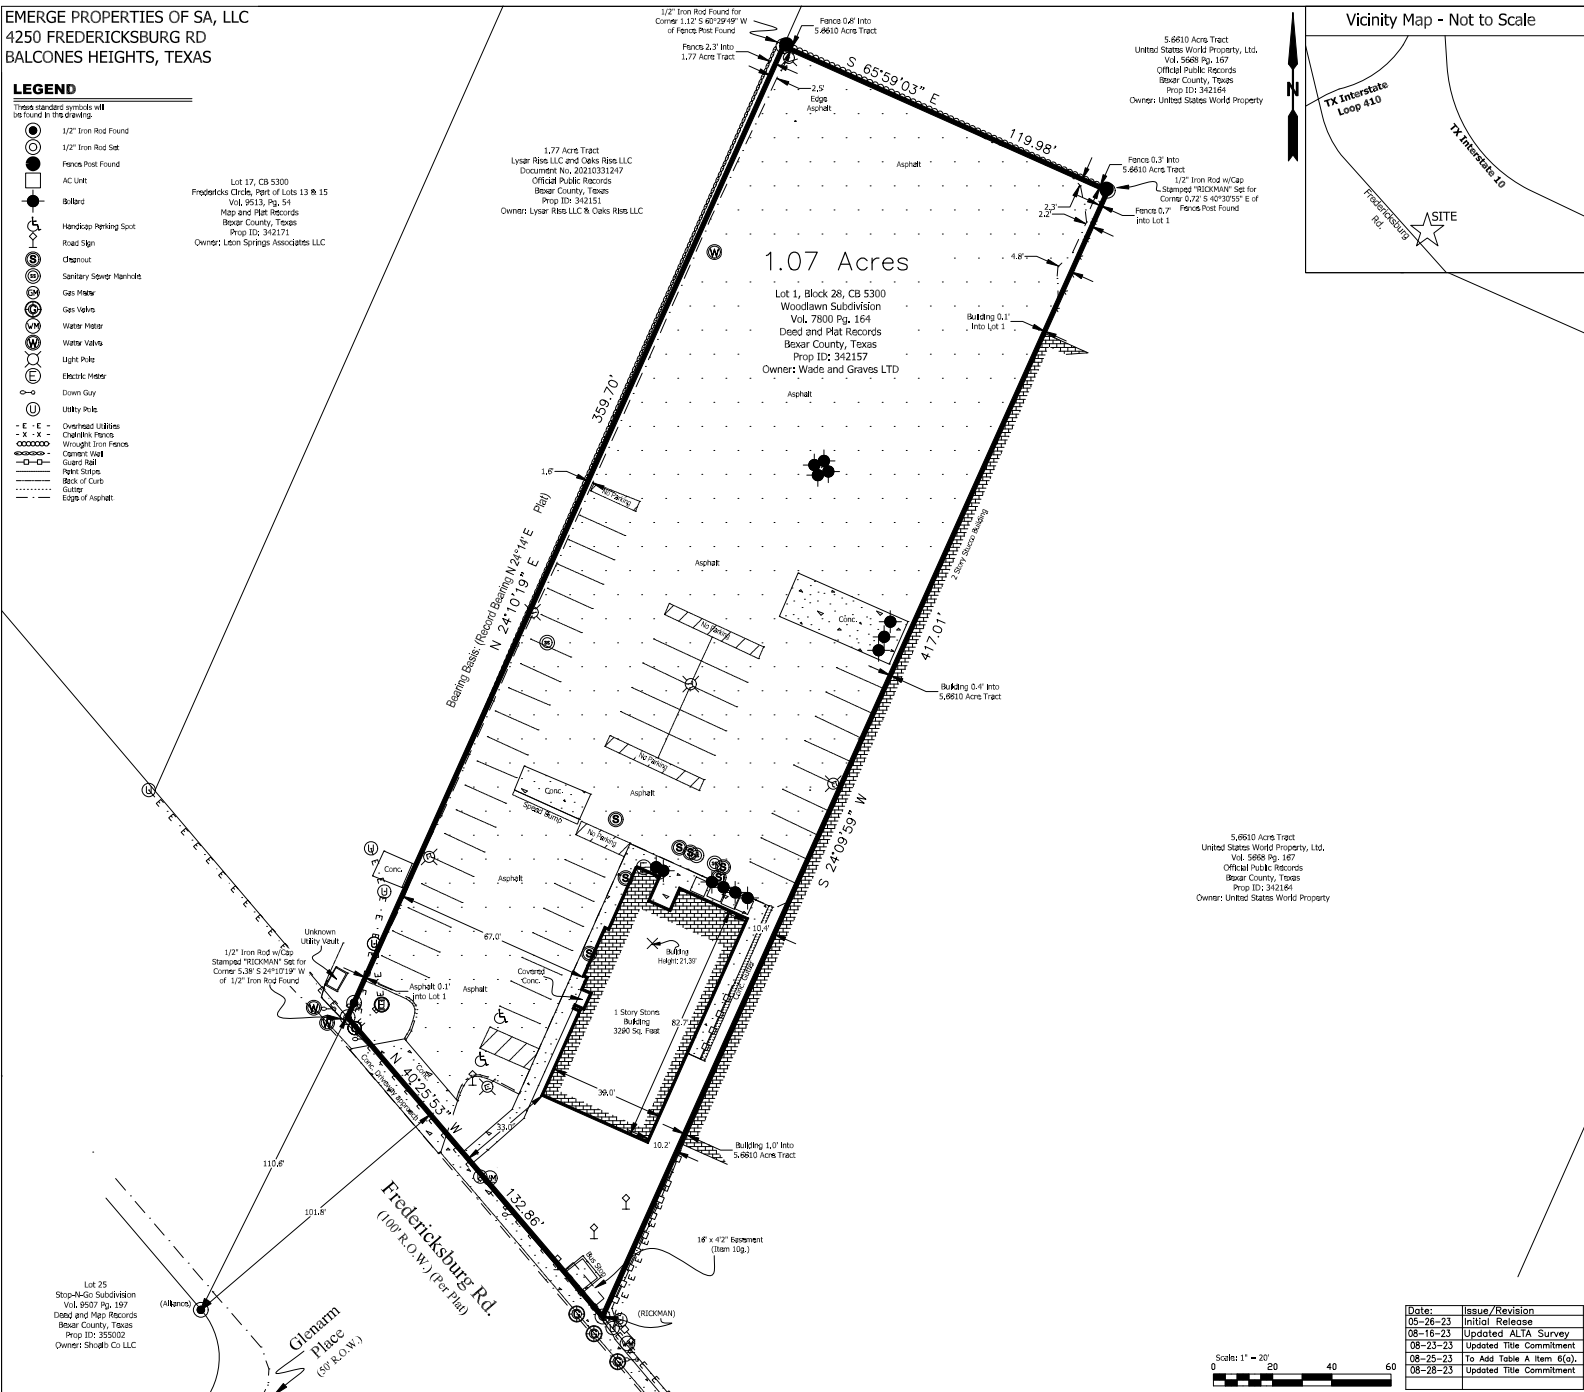 EMERGE PROPERTIES OF SA, LLC
4250 FREDERICKSBURG RD
BALCONES HEIGHTS, TEXAS
LEGEND
These standard symbols will
be found in the drawing.
1/2" Iron Rod Found
1/2" Iron Rod Set
Fence Post Found
AC Unit
Bollard
Handicap Parking Spot
Road Sign
S Cleanout
SS Sanitary Sewer Manhole
GM Gas Meter
G Gas Valve
WM Water Meter
W Water Valve
Light Pole
E Electric Meter
Down Guy
U Utility Pole
- E - E - Overhead Utilities
- X - X - Chainlink Fence
Wrought Iron Fence
Cement Wall
Guard Rail
Paint Stripe
Back of Curb
Gutter
Edge of Asphalt
Lot 17, CB 5300
Fredericks Circle, Part of Lots 13 & 15
Vol. 9513, Pg. 54
Map and Plat Records
Bexar County, Texas
Prop ID: 342171
Owner: Leon Springs Associates LLC
1.77 Acre Tract
Lysar Rise LLC and Oaks Rise LLC
Document No. 20210331247
Official Public Records
Bexar County, Texas
Prop ID: 342151
Owner: Lysar Rise LLC & Oaks Rise LLC
1/2" Iron Rod Found for
Corner 1.12' S 60°29'49" W
of Fence Post Found
Fence 0.8' Into
5.6610 Acre Tract
Fence 2.3' Into
1.77 Acre Tract
2.5'
Edge
Asphalt
S 65°59'03" E
119.98'
Asphalt
5.6610 Acre Tract
United States World Property, Ltd.
Vol. 5668 Pg. 167
Official Public Records
Bexar County, Texas
Prop ID: 342164
Owner: United States World Property
N
Vicinity Map - Not to Scale
TX Interstate
Loop 410
TX Interstate 10
Fredericksburg
Rd.
SITE
Fence 0.3' Into
5.6610 Acre Tract
1/2" Iron Rod w/Cap
Stamped "RICKMAN" Set for
Corner 0.72' S 40°30'55" E of
Fence Post Found
Fence 0.7'
into Lot 1
2.3'
2.2'
4.8'
W
1.07 Acres
Lot 1, Block 28, CB 5300
Woodlawn Subdivision
Vol. 7800 Pg. 164
Deed and Plat Records
Bexar County, Texas
Prop ID: 342157
Owner: Wade and Graves LTD
Building 0.1'
Into Lot 1
Asphalt
359.70'
1.6'
No Parking
Bearing Basis: (Record Bearing N 24°14' E Plat)
N 24°10'19" E
2 Story Stucco Building
Asphalt
Conc.
417.01'
No Parking
SS
Building 0.4' Into
5.6610 Acre Tract
No Parking
Conc.
Asphalt
Speed Bump
No Parking
S 24°09'59" W
5.6610 Acre Tract
United States World Property, Ltd.
Vol. 5668 Pg. 167
Official Public Records
Bexar County, Texas
Prop ID: 342164
Owner: United States World Property
Conc.
Asphalt
67.0'
Unknown
Utility Vault
1/2" Iron Rod w/Cap
Stamped "RICKMAN" Set for
Corner 5.38' S 24°10'19" W
of 1/2" Iron Rod Found
Asphalt 0.1'
into Lot 1
Asphalt
Covered
Conc.
Building
Height: 21.39'
10.4'
Conc. Gutter
1 Story Stone
Building
3290 Sq. Feet
82.7'
39.0'
10.2'
33.0'
Conc.
Conc. Driveway Approach
N 40°25'53" W
132.86'
Building 1.0' Into
5.6610 Acre Tract
110.6'
101.8'
Fredericksburg Rd.
(100' R.O.W.) (Per Plat)
16" x 4'2" Easement
(Item 10g.)
Bus Stop
(RICKMAN)
Lot 25
Stop-N-Go Subdivision
Vol. 9507 Pg. 197
Deed and Map Records
Bexar County, Texas
Prop ID: 355002
Owner: Shoaib Co LLC
(Alliance)
Glenarm
Place
(50' R.O.W.)
Scale: 1" = 20'
0 20 40 60
Date: Issue/Revision
05-26-23 Initial Release
08-16-23 Updated ALTA Survey
08-23-23 Updated Title Commitment
08-25-23 To Add Table A Item 6(a).
08-28-23 Updated Title Commitment